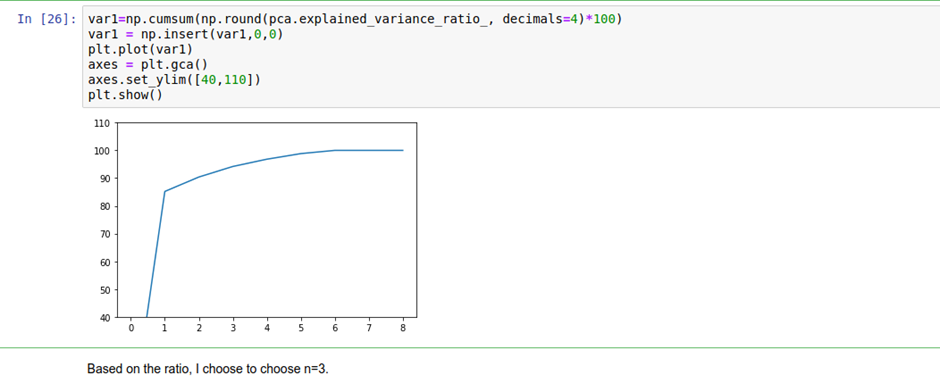 In [26]: var1=np.cumsum(np.round(pca.explained_variance_ratio_, decimals=4)*100)
var1 = np.insert(var1,0,0)
plt.plot(var1)
axes = plt.gca()
axes.set_ylim([40,110])
plt.show()
110
100
90
80
70
60
50
40
0 1 2 3 4 5 6 7 8
Based on the ratio, I choose to choose n=3.